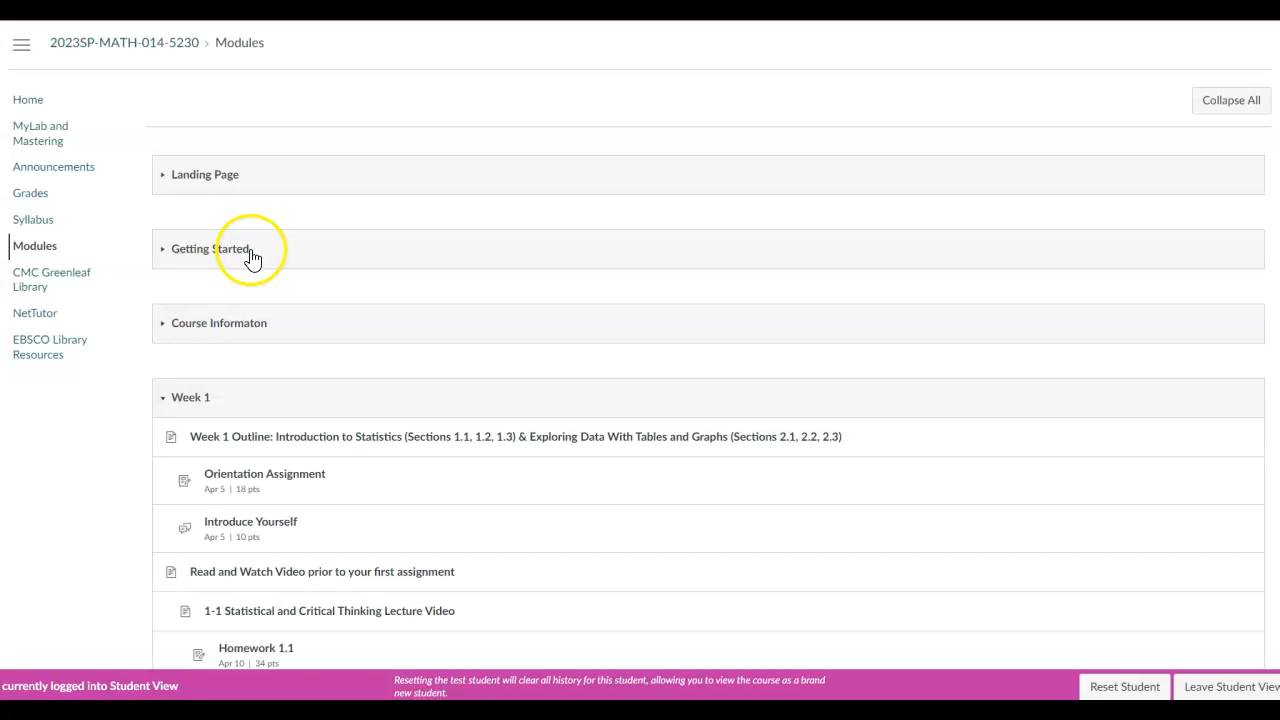 2023SP-MATH-014-5230 › Modules
Home
MyLab and
Mastering
Announcements
Grades
Syllabus
Modules
CMC Greenleaf
Library
NetTutor
EBSCO Library
Resources
Collapse All
Landing Page
Getting Started
Course Informaton
Week 1
Week 1 Outline: Introduction to Statistics (Sections 1.1, 1.2, 1.3) & Exploring Data With Tables and Graphs (Sections 2.1, 2.2, 2.3)
Orientation Assignment
Apr 5 | 18 pts
Introduce Yourself
Apr 5 | 10 pts
Read and Watch Video prior to your first assignment
1-1 Statistical and Critical Thinking Lecture Video
Homework 1.1
Apr 10 | 34 pts
currently logged into Student View
Resetting the test student will clear all history for this student, allowing you to view the course as a brand
new student.
Reset Student
Leave Student View